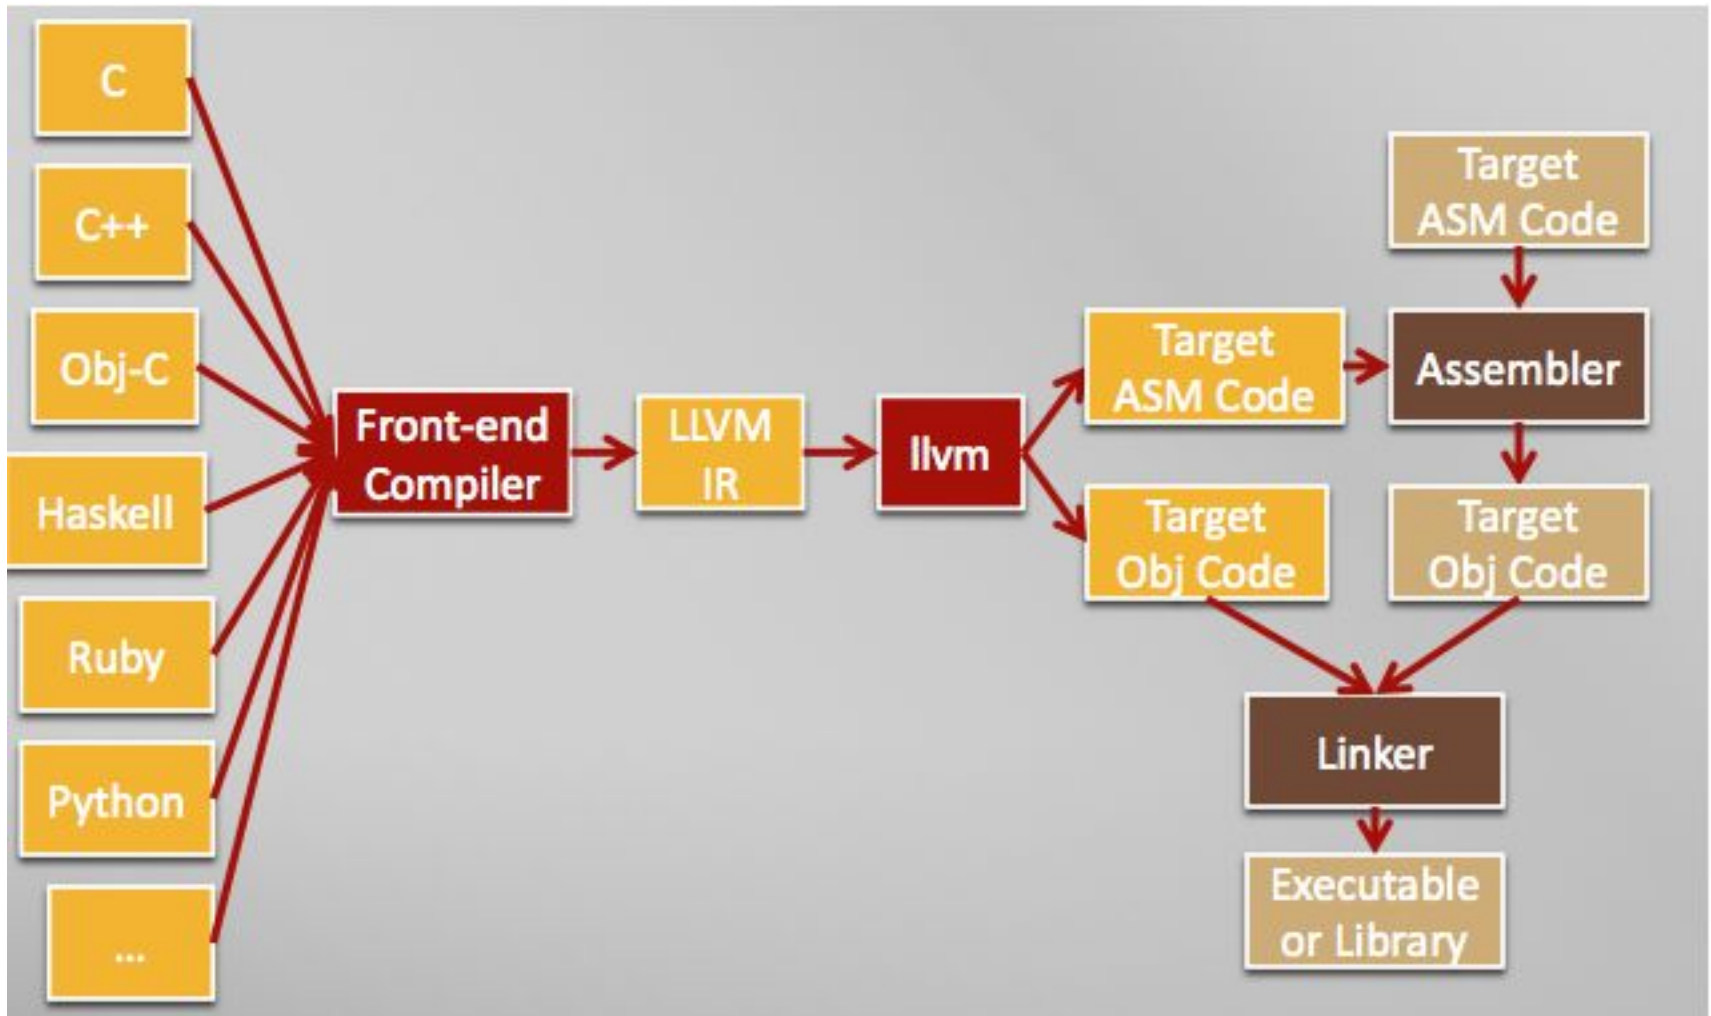 C
C++
Obj-C
Haskell
Ruby
Python
...
Front-end
Compiler
LLVM
IR
llvm
Target
ASM Code
Target
Obj Code
Target
ASM Code
Assembler
Target
Obj Code
Linker
Executable
or Library